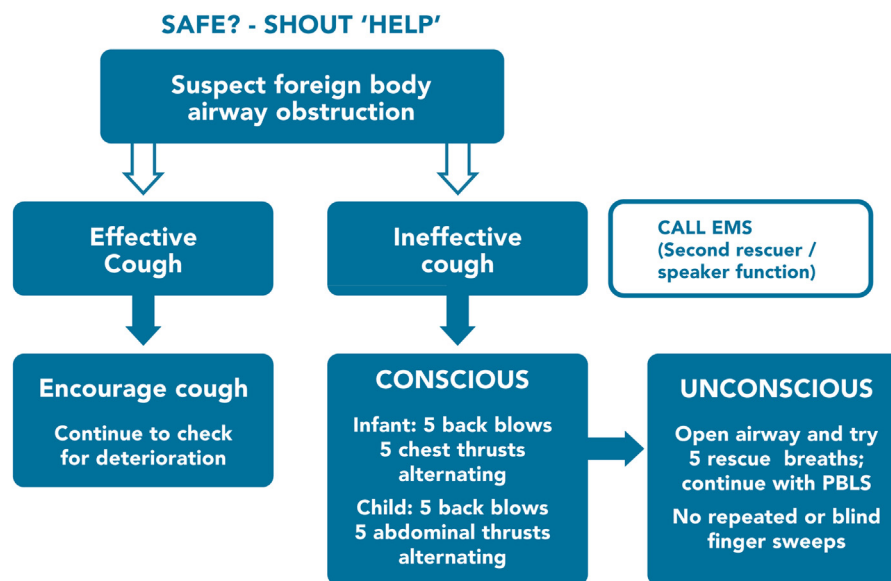 SAFE? - SHOUT ‘HELP’
Suspect foreign body
airway obstruction
Effective
Cough
Ineffective
cough
CALL EMS
(Second rescuer /
speaker function)
Encourage cough
Continue to check
for deterioration
CONSCIOUS
Infant: 5 back blows
5 chest thrusts
alternating
Child: 5 back blows
5 abdominal thrusts
alternating
UNCONSCIOUS
Open airway and try
5 rescue breaths;
continue with PBLS
No repeated or blind
finger sweeps